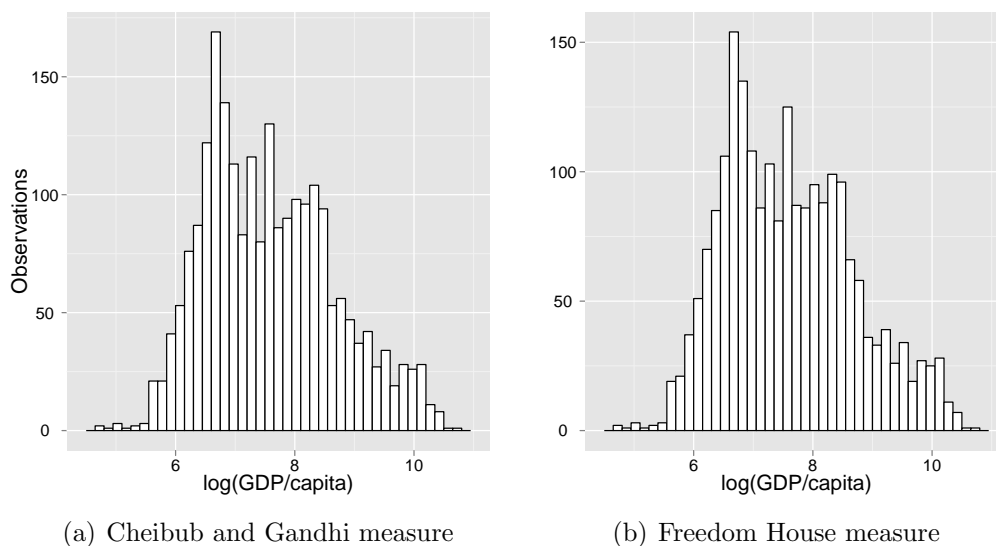 150
100
50
0
Observations
6 8 10
log(GDP/capita)
(a) Cheibub and Gandhi measure
150
100
50
0
6 8 10
log(GDP/capita)
(b) Freedom House measure